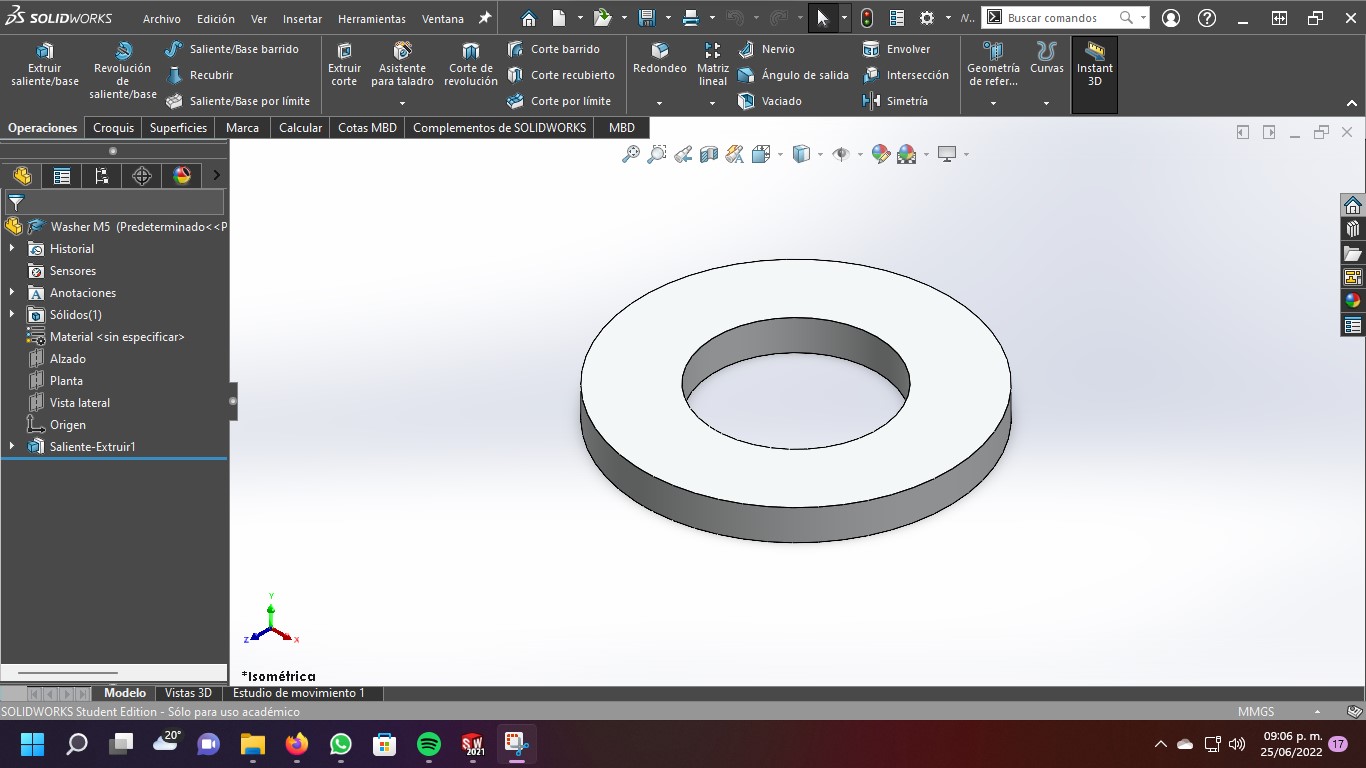 SOLIDWORKS Archivo Edición Ver Insertar Herramientas Ventana N.. Buscar comandos
Extruir saliente/base
Revolución de saliente/base
Saliente/Base barrido
Recubrir
Saliente/Base por límite
Extruir corte
Asistente para taladro
Corte de revolución
Corte barrido
Corte recubierto
Corte por límite
Redondeo
Matriz lineal
Nervio
Ángulo de salida
Vaciado
Envolver
Intersección
Simetría
Geometría de refer...
Curvas
Instant 3D
Operaciones Croquis Superficies Marca Calcular Cotas MBD Complementos de SOLIDWORKS MBD
Washer M5 (Predeterminado<<P
Historial
Sensores
Anotaciones
Sólidos(1)
Material <sin especificar>
Alzado
Planta
Vista lateral
Origen
Saliente-Extruir1
Y
Z X
*Isométrica
Modelo Vistas 3D Estudio de movimiento 1
SOLIDWORKS Student Edition - Sólo para uso académico MMGS
20° SW 2021 09:06 p. m.
25/06/2022 17